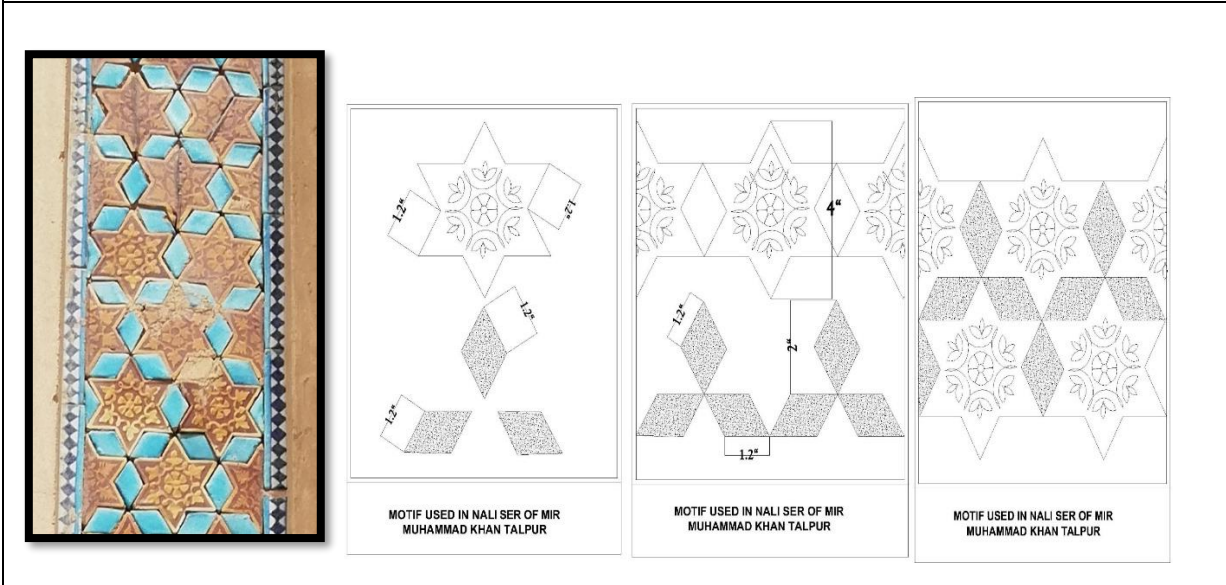 1.2"
1.2"
1.2"
1.2"
MOTIF USED IN NALI SER OF MIR
MUHAMMAD KHAN TALPUR
4"
1.2"
2"
1.2"
MOTIF USED IN NALI SER OF MIR
MUHAMMAD KHAN TALPUR
MOTIF USED IN NALI SER OF MIR
MUHAMMAD KHAN TALPUR